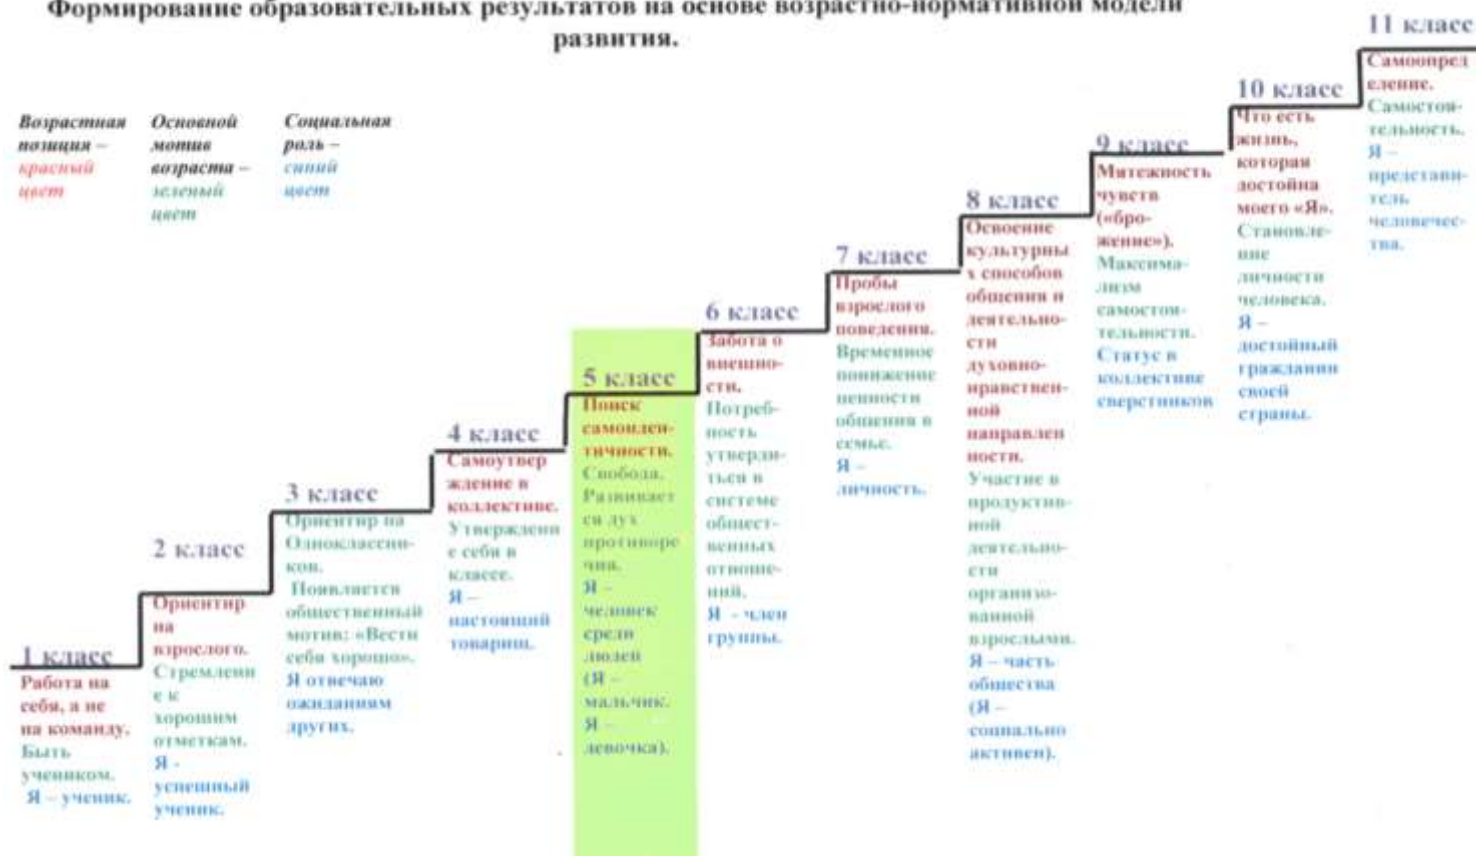 Формирование образовательных результатов на основе возрастно-нормативной модели
развития.
Возрастная
позиция –
красный
цвет
Основной
мотив
возраста –
зеленый
цвет
Социальная
роль –
синий
цвет
1 класс
Работа на
себя, а не
на команду.
Быть
учеником.
Я – ученик.
2 класс
Ориентир
на
взрослого.
Стремлени
е к
хорошим
отметкам.
Я -
успешный
ученик.
3 класс
Ориентир на
Одноклассни-
ков.
Появляется
общественный
мотив: «Вести
себя хорошо».
Я отвечаю
ожиданиям
других.
4 класс
Самоутвер
ждение в
коллективе.
Утверждени
е себя в
классе.
Я –
настоящий
товарищ.
5 класс
Поиск
самоиден-
тичности.
Свобода.
Развивает
ся дух
противоре
чия.
Я –
человек
среди
людей
(Я –
мальчик.
Я –
девочка).
6 класс
Забота о
внешно-
сти.
Потреб-
ность
утверди-
ться в
системе
общест-
венных
отноше-
ний.
Я - член
группы.
7 класс
Пробы
взрослого
поведения.
Временное
понижение
ценности
общения в
семье.
Я –
личность.
8 класс
Освоение
культурны
х способов
общения и
деятельно-
сти
духовно-
нравствен-
ной
направлен
ности.
Участие в
продуктив-
ной
деятельно-
сти
организо-
ванной
взрослыми.
Я – часть
общества
(Я –
социально
активен).
9 класс
Мятежность
чувств
(«бро-
жение»).
Максима-
лизм
самостоя-
тельности.
Статус в
коллективе
сверстников
10 класс
Что есть
жизнь,
которая
достойна
моего «Я».
Становле-
ние
личности
человека.
Я –
достойный
гражданин
своей
страны.
11 класс
Самоопред
еление.
Самостоя-
тельность.
Я –
представи-
тель
человечес-
тва.